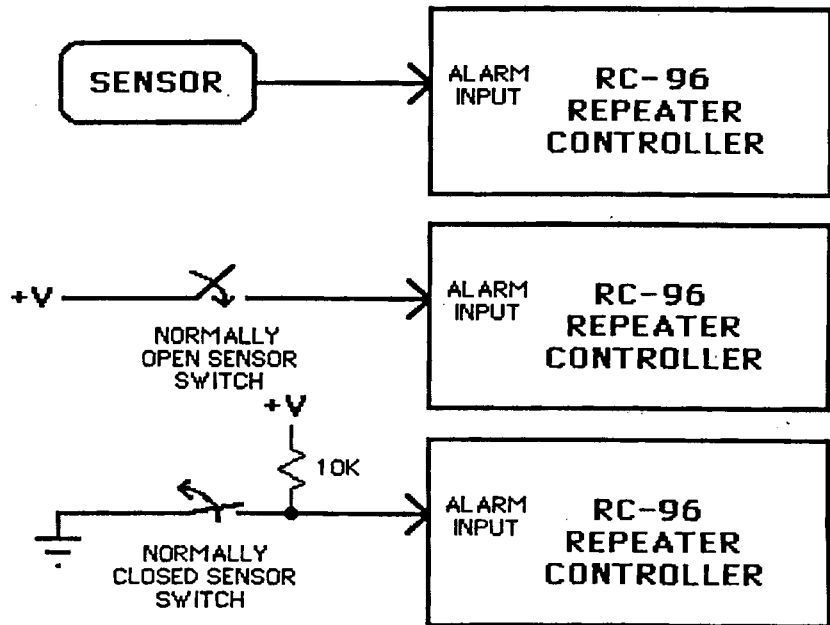 SENSOR
ALARM
INPUT
RC-96
REPEATER
CONTROLLER
+V
NORMALLY
OPEN SENSOR
SWITCH
ALARM
INPUT
RC-96
REPEATER
CONTROLLER
+V
10K
NORMALLY
CLOSED SENSOR
SWITCH
ALARM
INPUT
RC-96
REPEATER
CONTROLLER